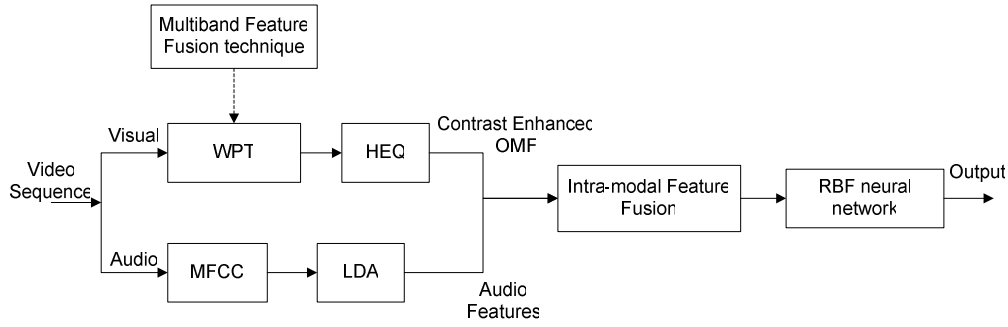 Multiband Feature
Fusion technique
Visual
WPT
HEQ
Contrast Enhanced
OMF
Video
Sequence
Intra-modal Feature
Fusion
RBF neural
network
Output
Audio
MFCC
LDA
Audio
Features